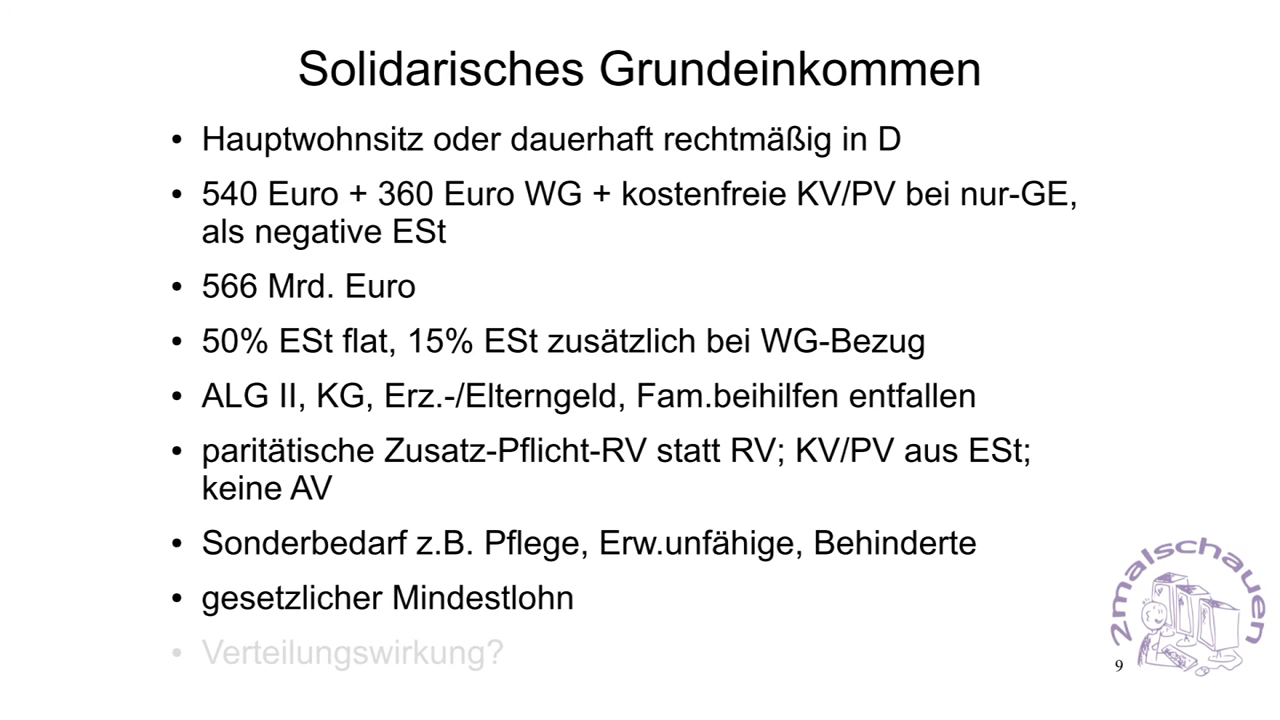 Solidarisches Grundeinkommen
• Hauptwohnsitz oder dauerhaft rechtmäßig in D
• 540 Euro + 360 Euro WG + kostenfreie KV/PV bei nur-GE,
als negative ESt
• 566 Mrd. Euro
• 50% ESt flat, 15% ESt zusätzlich bei WG-Bezug
• ALG II, KG, Erz.-/Elterngeld, Fam.beihilfen entfallen
• paritätische Zusatz-Pflicht-RV statt RV; KV/PV aus ESt;
keine AV
• Sonderbedarf z.B. Pflege, Erw.unfähige, Behinderte
• gesetzlicher Mindestlohn
• Verteilungswirkung?
2malschauen
9